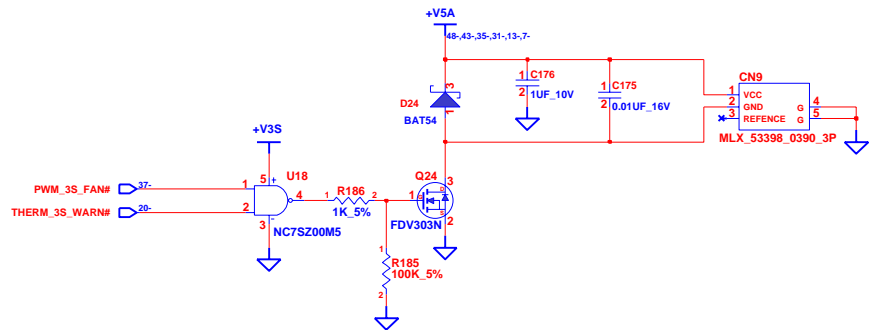 +V5A
48-,43-,35-,31-,13-,7-
3
D24
BAT54
1
1
C176
2
1UF_10V
1
C175
2
0.01UF_16V
CN9
1
VCC
2
GND
G
4
3
REFENCE
G
5
MLX_53398_0390_3P
+V3S
5
+
U18
PWM_3S_FAN#
37-
1
4
THERM_3S_WARN#
20-
2
3
-
NC7SZ00M5
R186
1
2
1K_5%
Q24
3
1
G
D
S
2
FDV303N
1
R185
100K_5%
2